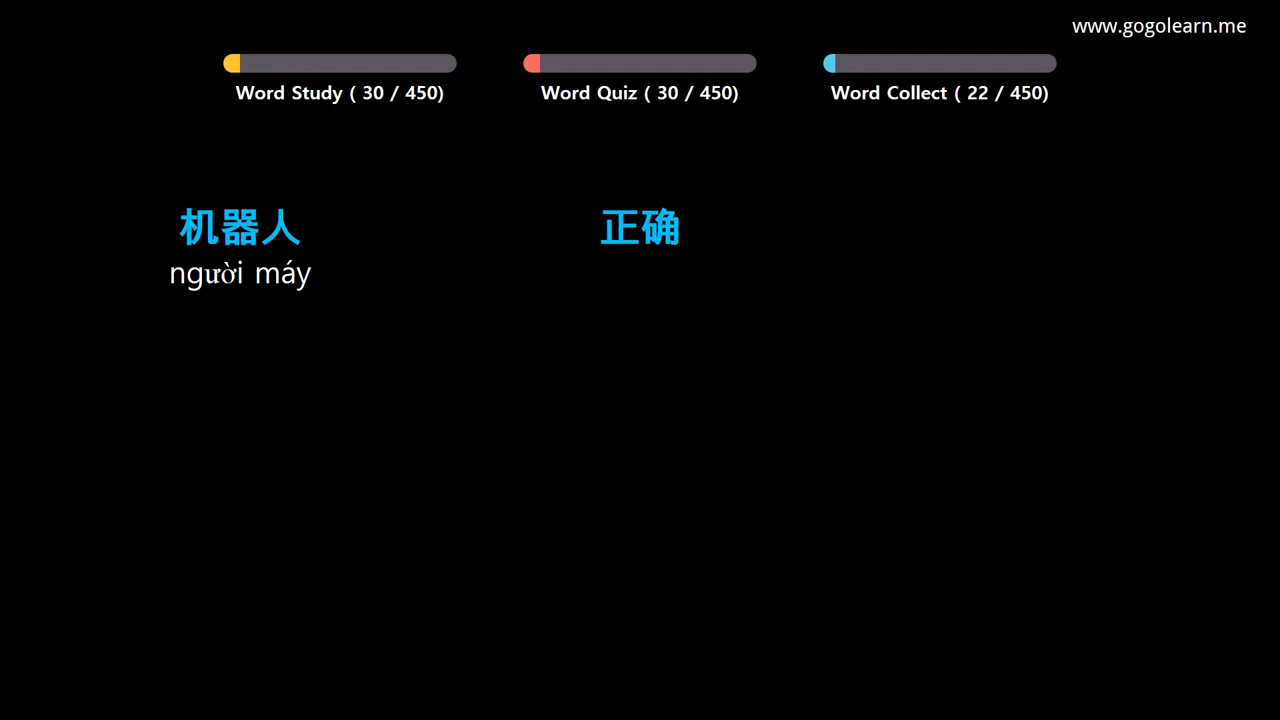 www.gogolearn.me
Word Study ( 30 / 450)
Word Quiz ( 30 / 450)
Word Collect ( 22 / 450)
机器人
người máy
正确